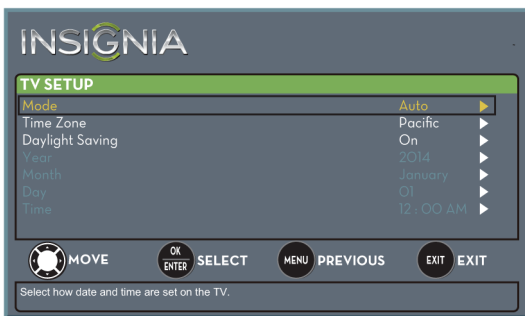 INSIGNIA
TV SETUP
Mode Auto
Time Zone Pacific
Daylight Saving On
Year 2014
Month January
Day 01
Time 12 : 00 AM
MOVE OK ENTER SELECT MENU PREVIOUS EXIT EXIT
Select how date and time are set on the TV.